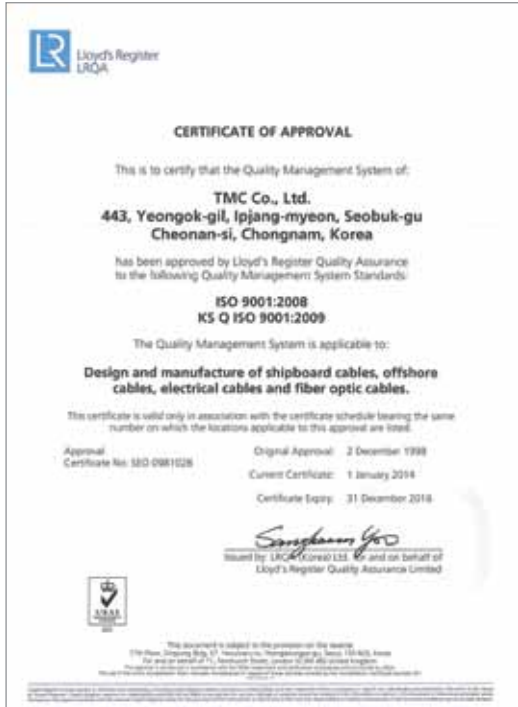 LR
Lloyd's Register
LRQA
CERTIFICATE OF APPROVAL
This is to certify that the Quality Management System of:
TMC Co., Ltd.
443, Yeongok-gil, Ipjang-myeon, Seobuk-gu
Cheonan-si, Chongnam, Korea
has been approved by Lloyd's Register Quality Assurance
to the following Quality Management System Standards:
ISO 9001:2008
KS Q ISO 9001:2009
The Quality Management System is applicable to:
Design and manufacture of shipboard cables, offshore
cables, electrical cables and fiber optic cables.
This certificate is valid only in association with the certificate schedule bearing the same
number on which the locations applicable to this approval are listed.
Approval
Certificate No: SEO 0981028
Original Approval: 2 December 1998
Current Certificate: 1 January 2014
Certificate Expiry: 31 December 2016
Issued by: LRQA (Korea) Ltd. for and on behalf of
Lloyd's Register Quality Assurance Limited
UKAS
This document is subject to the provision on the reverse